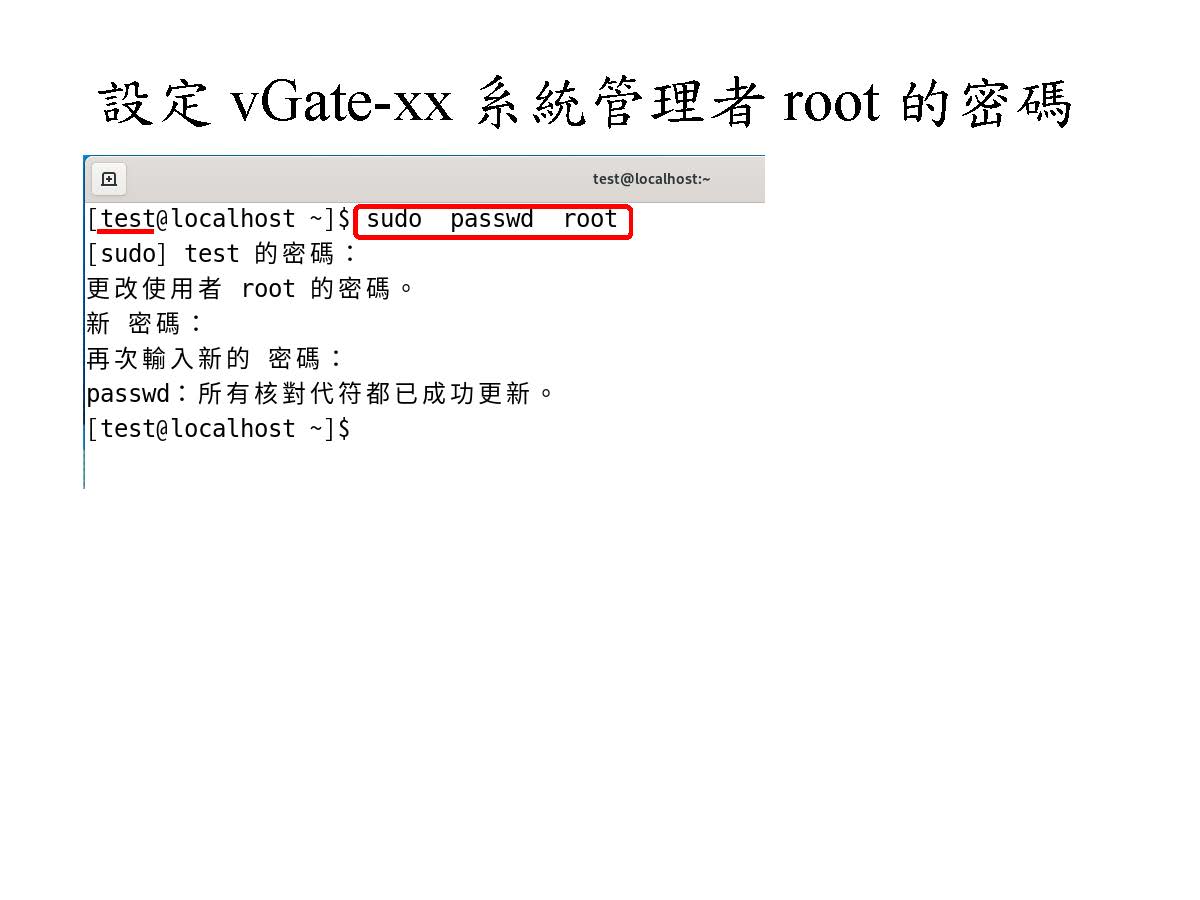 設定 vGate-xx 系統管理者 root 的密碼
test@localhost:~
[test@localhost ~]$ sudo  passwd  root
[sudo] test 的密碼：
更改使用者 root 的密碼。
新 密碼：
再次輸入新的 密碼：
passwd：所有核對代符都已成功更新。
[test@localhost ~]$